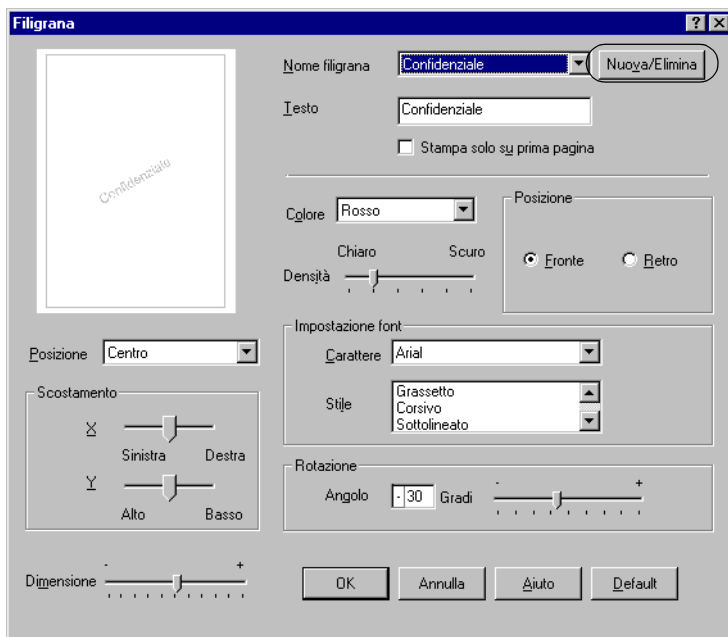 Filigrana
Nome filigrana Confidenziale Nuova/Elimina
Testo Confidenziale
Stampa solo su prima pagina
Confidenziale
Colore Rosso
Chiaro Scuro
Densità
Posizione
Fronte Retro
Posizione Centro
Impostazione font
Carattere Arial
Stile
Grassetto
Corsivo
Sottolineato
Scostamento
X
Sinistra Destra
Y
Alto Basso
Rotazione
Angolo -30 Gradi - +
Dimensione - +
OK Annulla Aiuto Default